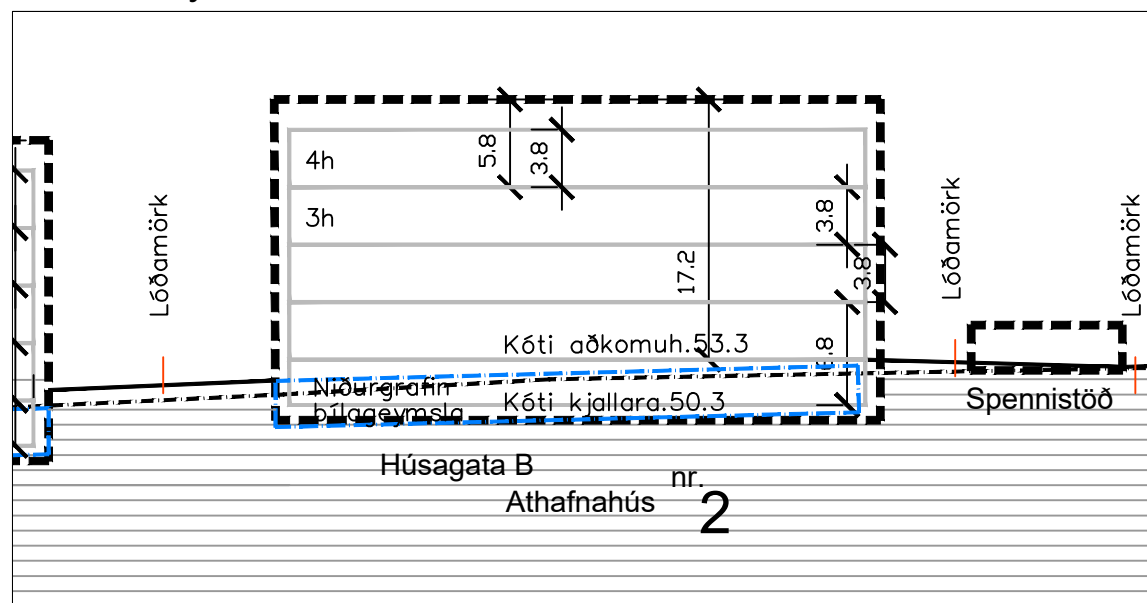 4h
5.8
3.8
3h
3.8
Lóðamörk
Lóðamörk
Lóðamörk
17.2
3.8
Kóti aðkomuh.53.3
.8
Niðurgrafin
bílageymsla
Kóti kjallara.50.3
Spennistöð
Húsagata B
nr.
Athafnahús
2